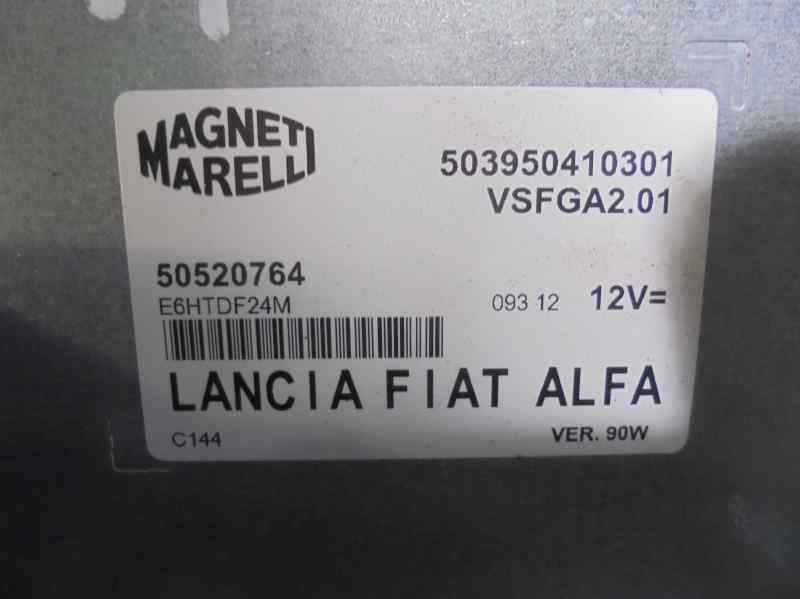 MAGNETI
MARELLI
503950410301
VSFGA2.01
50520764
E6HTDF24M
093 12
12V=
LANCIA FIAT ALFA
C144
VER. 90W